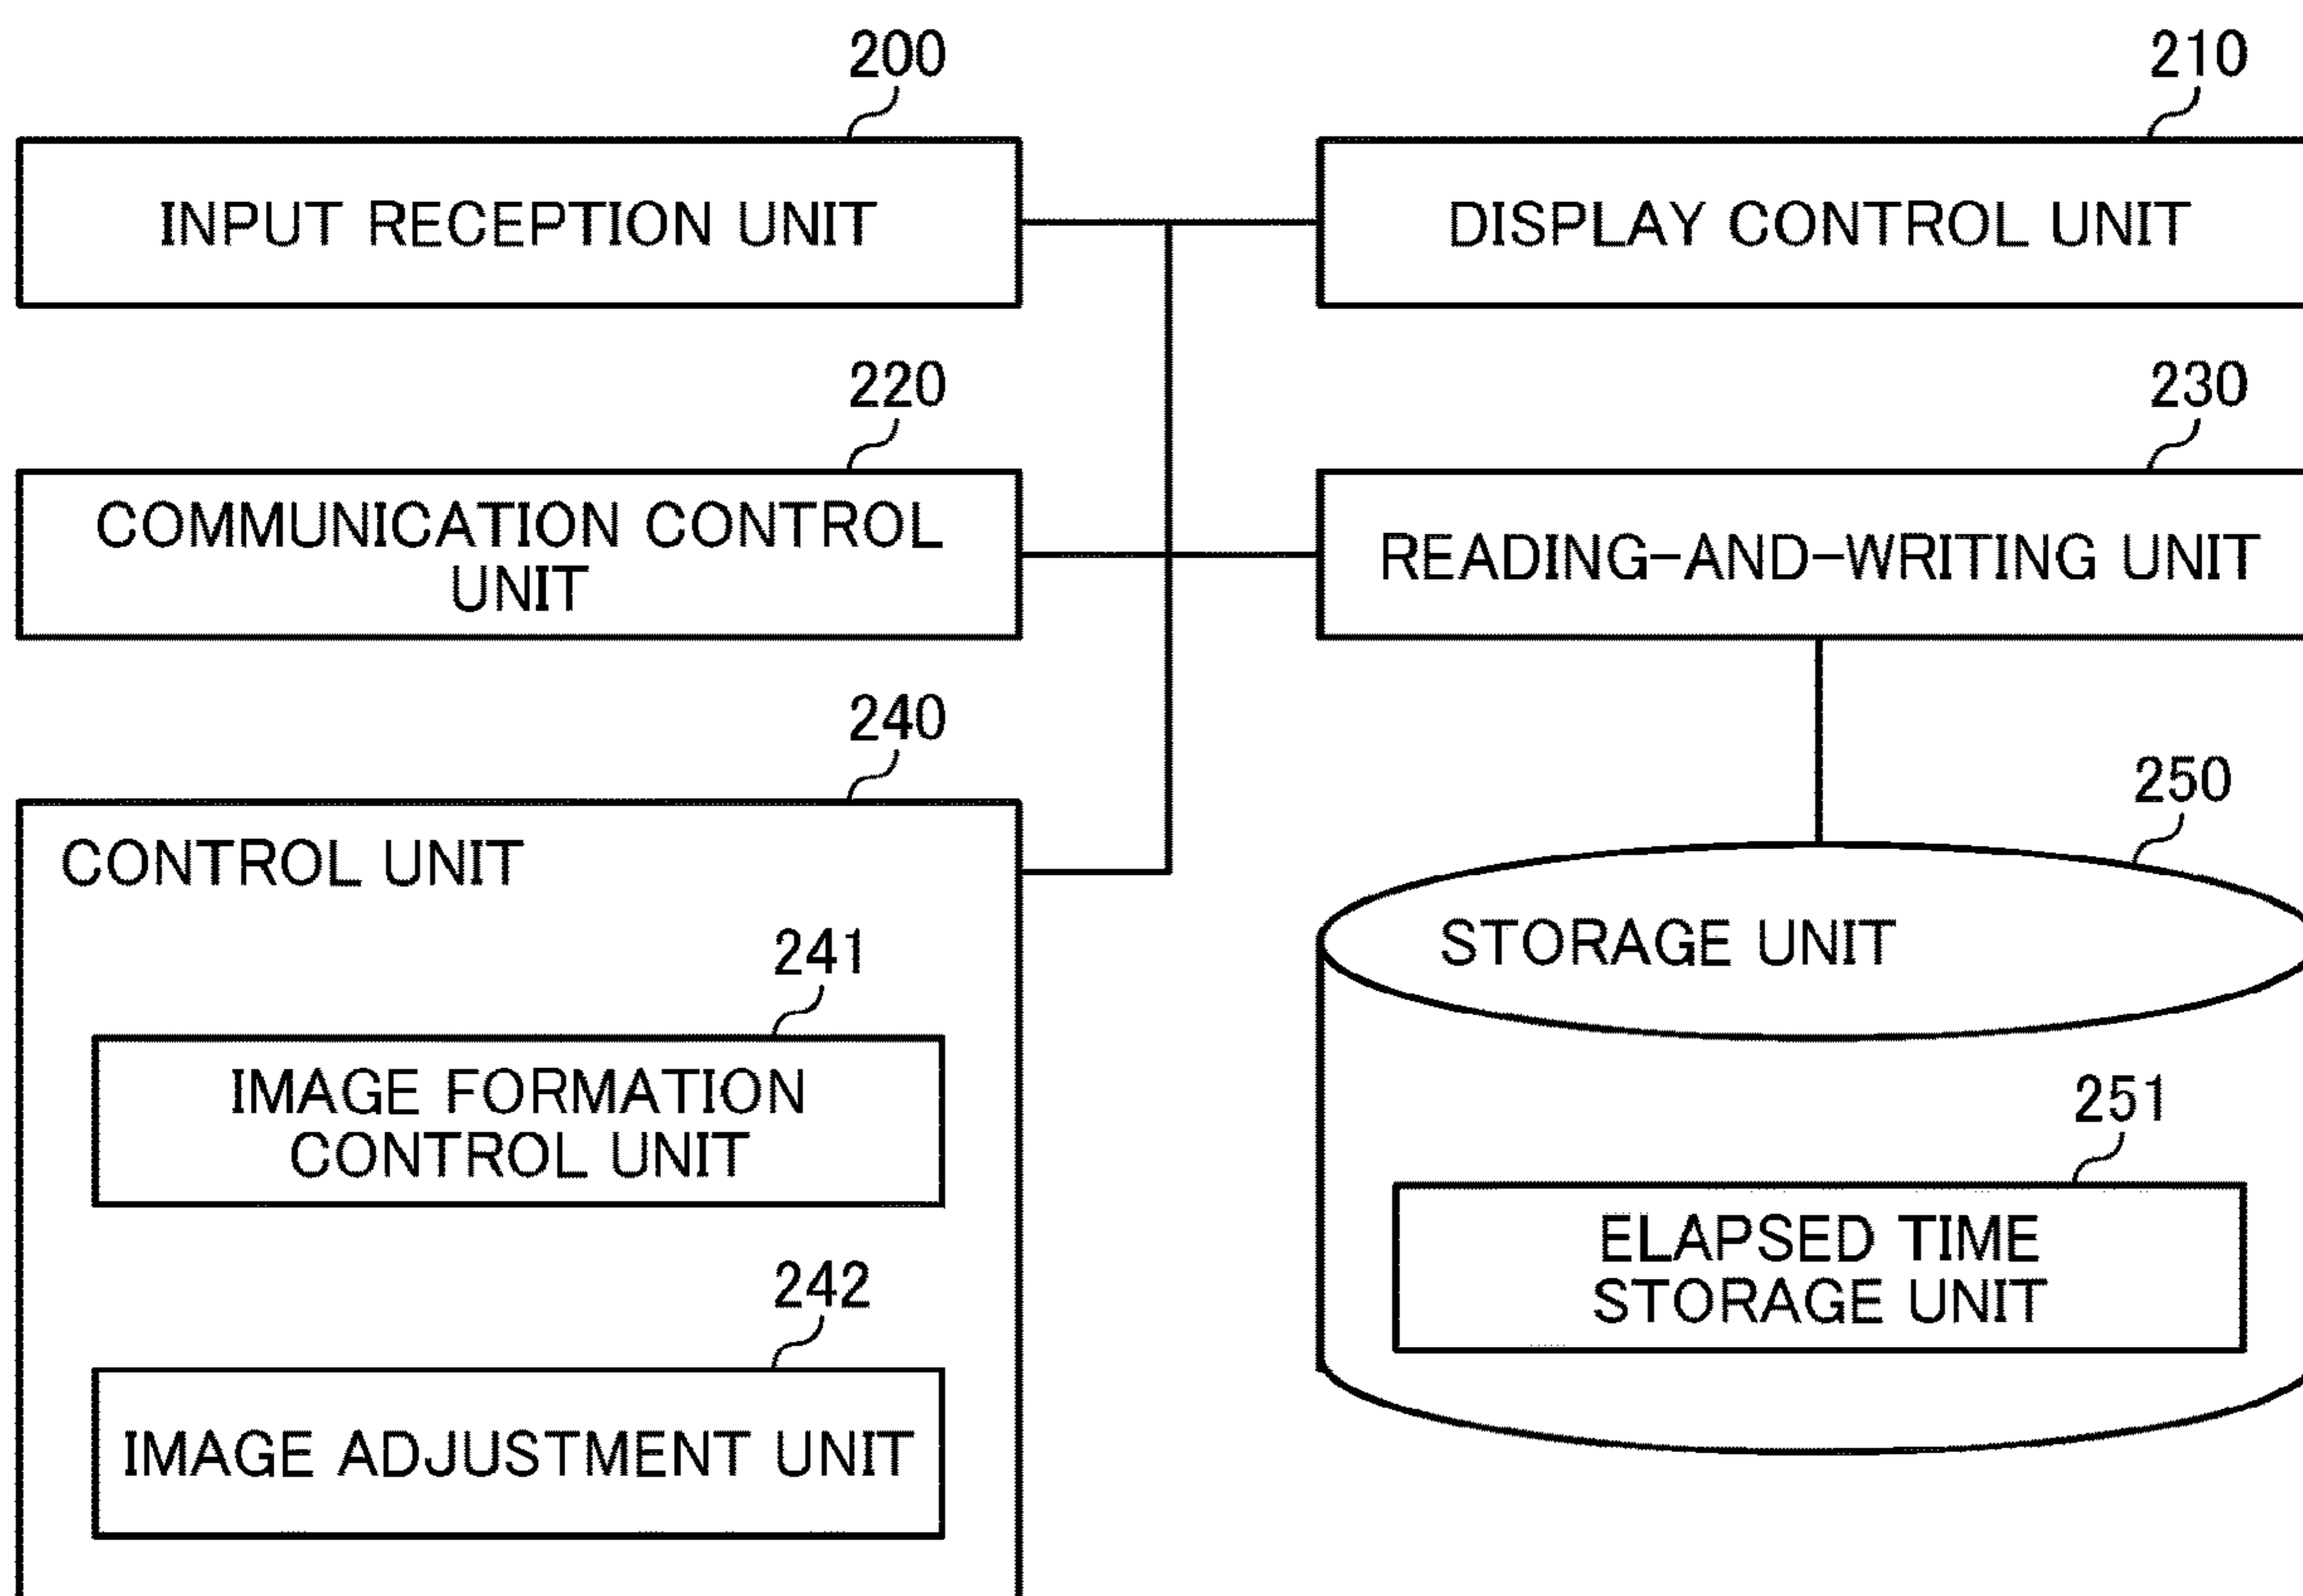 200
INPUT RECEPTION UNIT
210
DISPLAY CONTROL UNIT
220
COMMUNICATION CONTROL
UNIT
230
READING-AND-WRITING UNIT
240
CONTROL UNIT
241
IMAGE FORMATION
CONTROL UNIT
242
IMAGE ADJUSTMENT UNIT
250
STORAGE UNIT
251
ELAPSED TIME
STORAGE UNIT